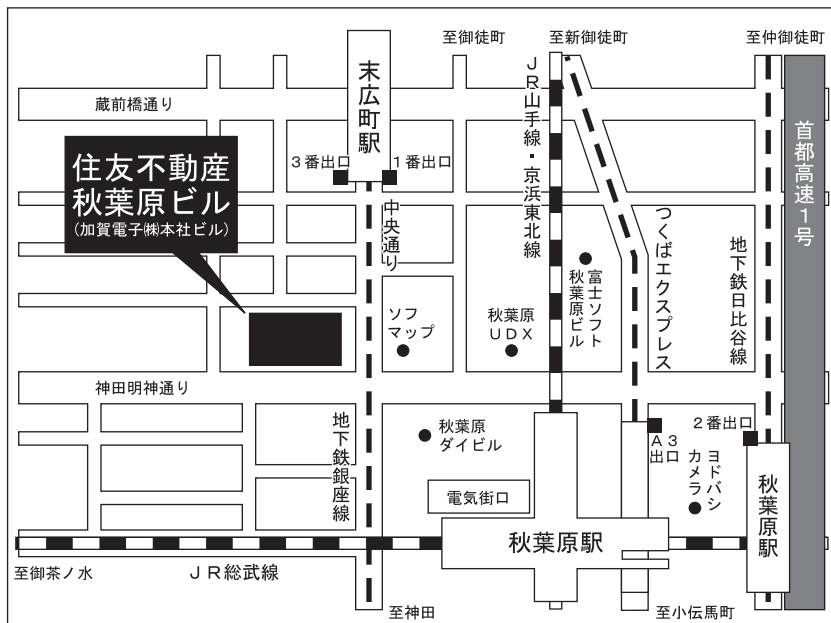 至御徒町
至新御徒町
至仲御徒町
蔵前橋通り
末広町駅
3番出口
1番出口
JR山手線・京浜東北線
首都高速1号
住友不動産
秋葉原ビル
(加賀電子㈱本社ビル)
中央通り
つくばエクスプレス
地下鉄日比谷線
富士ソフト
秋葉原ビル
ソフ
マップ
秋葉原
UDX
神田明神通り
地下鉄銀座線
秋葉原
ダイビル
A3
出口
2番出口
ヨドバシ
カメラ
電気街口
秋葉原駅
秋葉原駅
至御茶ノ水
JR総武線
至神田
至小伝馬町